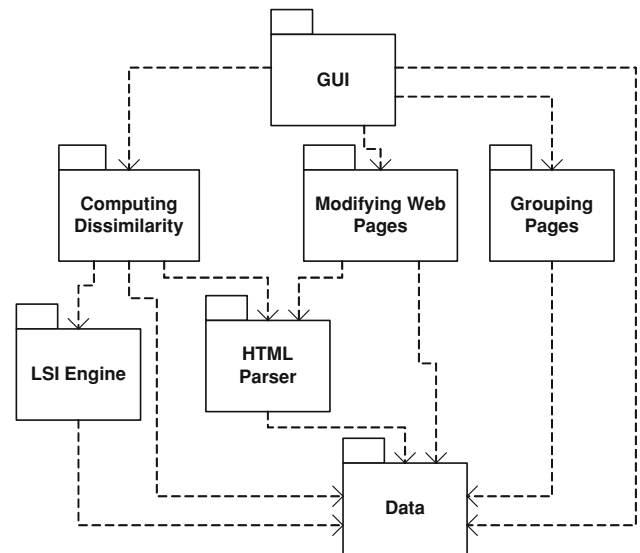 GUI
Computing
Dissimilarity
Modifying Web
Pages
Grouping
Pages
LSI Engine
HTML
Parser
Data